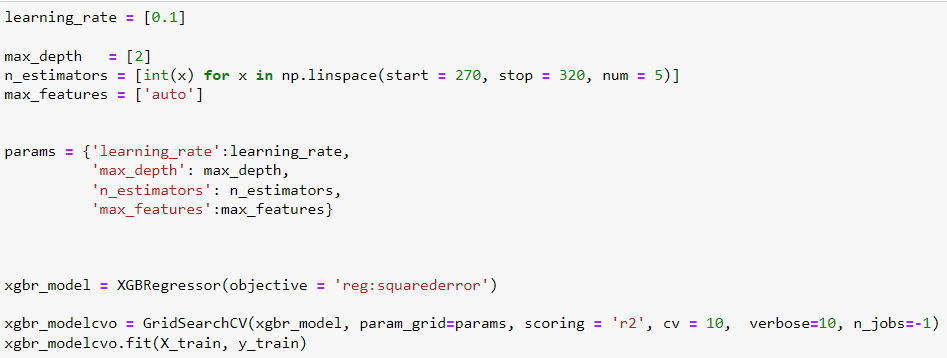 learning_rate = [0.1]
max_depth   = [2]
n_estimators = [int(x) for x in np.linspace(start = 270, stop = 320, num = 5)]
max_features = ['auto']
params = {'learning_rate':learning_rate,
          'max_depth': max_depth,
          'n_estimators': n_estimators,
          'max_features':max_features}
xgbr_model = XGBRegressor(objective = 'reg:squarederror')
xgbr_modelcvo = GridSearchCV(xgbr_model, param_grid=params, scoring = 'r2', cv = 10,  verbose=10, n_jobs=-1)
xgbr_modelcvo.fit(X_train, y_train)